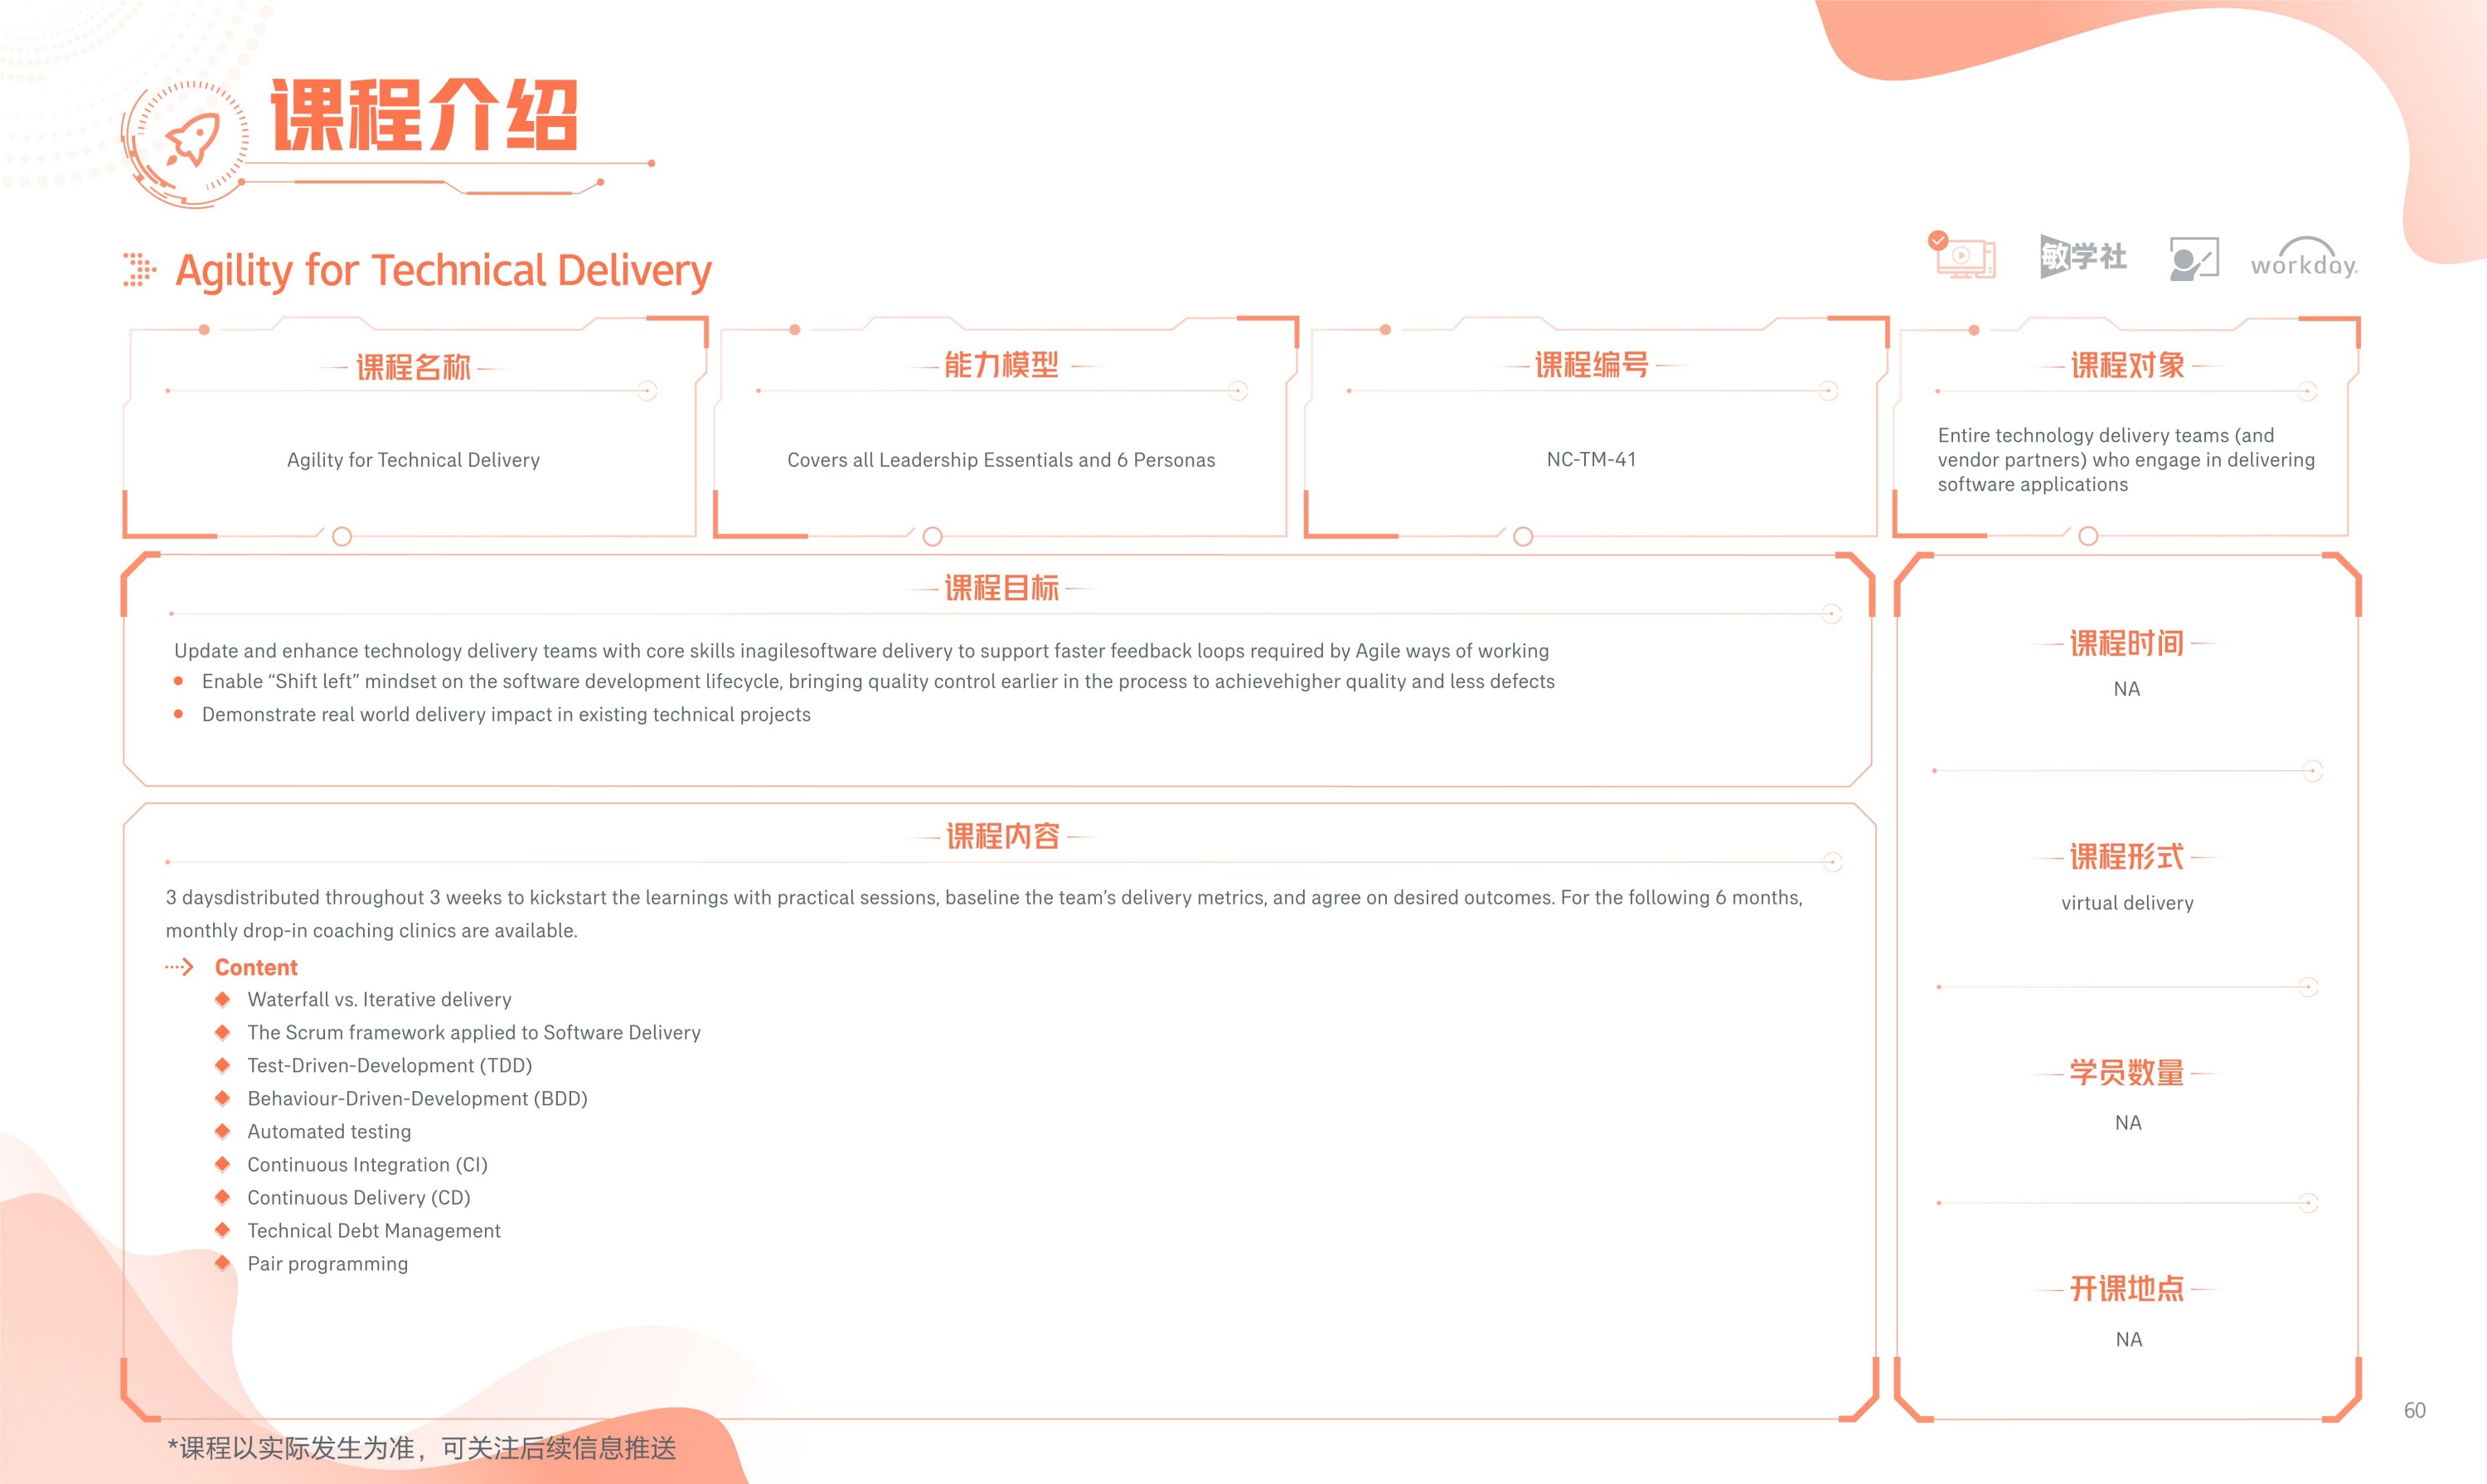 课程介绍
Agility for Technical Delivery
敏学社
workday.
课程名称
Agility for Technical Delivery
能力模型
Covers all Leadership Essentials and 6 Personas
课程编号
NC-TM-41
课程对象
Entire technology delivery teams (and
vendor partners) who engage in delivering
software applications
课程目标
Update and enhance technology delivery teams with core skills inagilesoftware delivery to support faster feedback loops required by Agile ways of working
Enable “Shift left” mindset on the software development lifecycle, bringing quality control earlier in the process to achievehigher quality and less defects
Demonstrate real world delivery impact in existing technical projects
课程内容
3 daysdistributed throughout 3 weeks to kickstart the learnings with practical sessions, baseline the team’s delivery metrics, and agree on desired outcomes. For the following 6 months,
monthly drop-in coaching clinics are available.
Content
Waterfall vs. Iterative delivery
The Scrum framework applied to Software Delivery
Test-Driven-Development (TDD)
Behaviour-Driven-Development (BDD)
Automated testing
Continuous Integration (CI)
Continuous Delivery (CD)
Technical Debt Management
Pair programming
课程时间
NA
课程形式
virtual delivery
学员数量
NA
开课地点
NA
*课程以实际发生为准，可关注后续信息推送
60